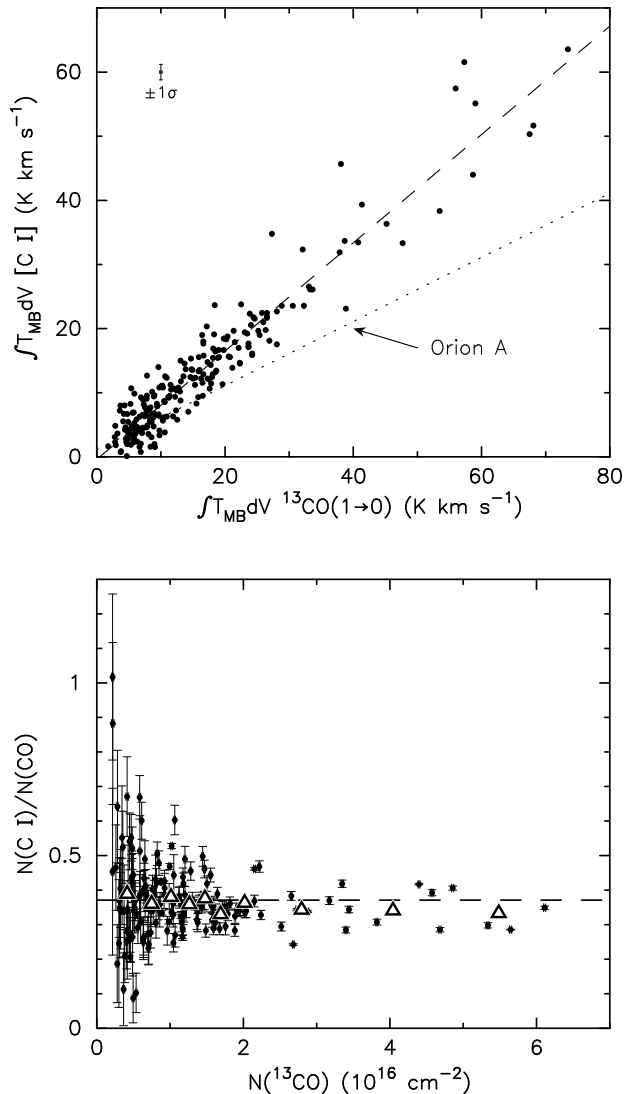 60
40
20
0
±1σ
Orion A
∫T_MB dV [C I] (K km s⁻¹)
0 20 40 60 80
∫T_MB dV ¹³CO(1→0) (K km s⁻¹)
1
0.5
0
N(C I)/N(CO)
0 2 4 6
N(¹³CO) (10¹⁶ cm⁻²)